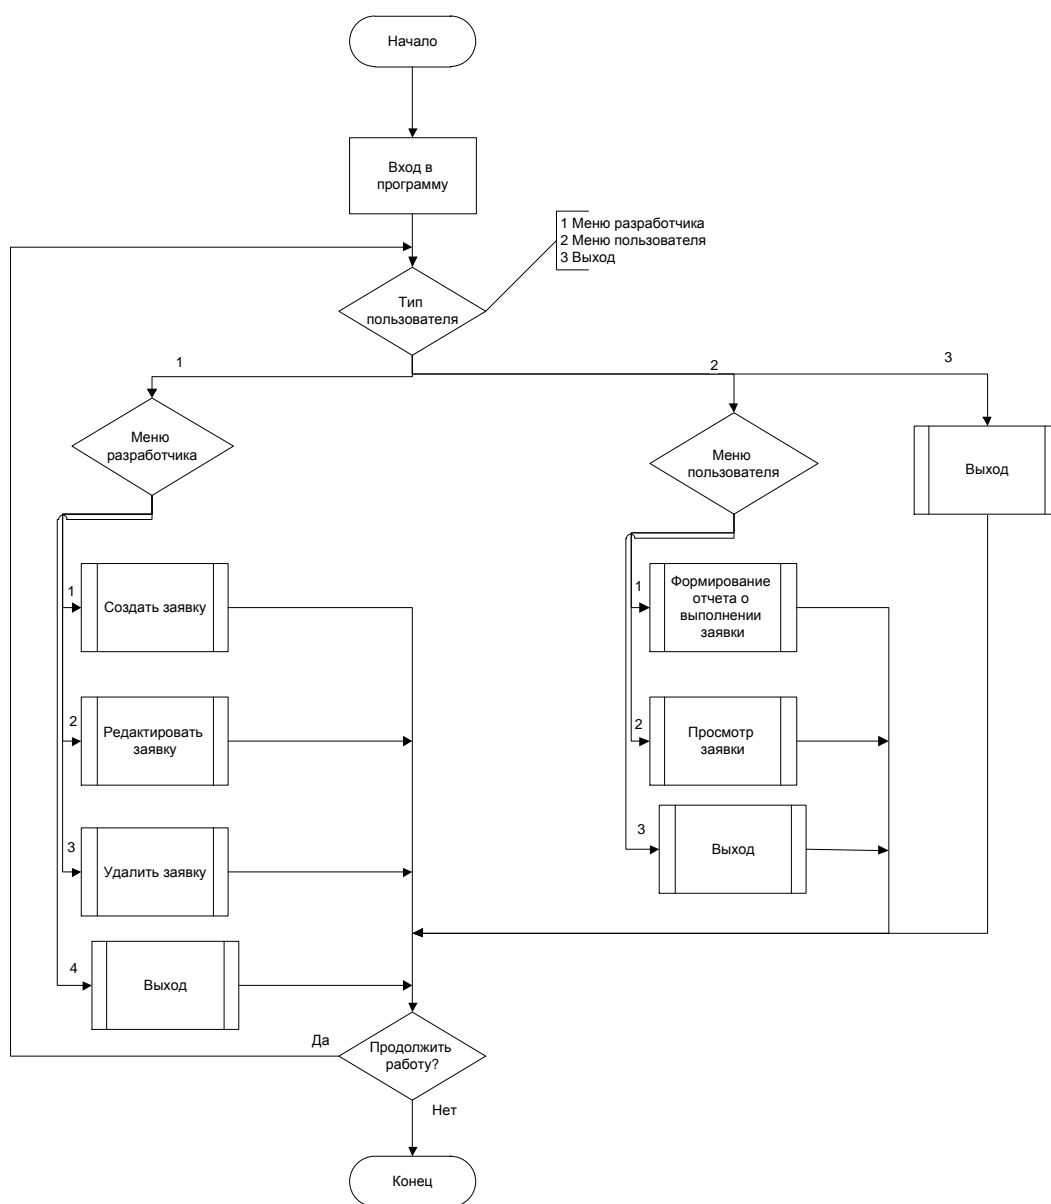 Начало
Вход в
программу
1 Меню разработчика
2 Меню пользователя
3 Выход
Тип
пользователя
1
2
3
Меню
разработчика
Меню
пользователя
Выход
1
Создать заявку
1
Формирование
отчета о
выполнении
заявки
2
Редактировать
заявку
2
Просмотр
заявки
3
Удалить заявку
3
Выход
4
Выход
Да
Продолжить
работу?
Нет
Конец